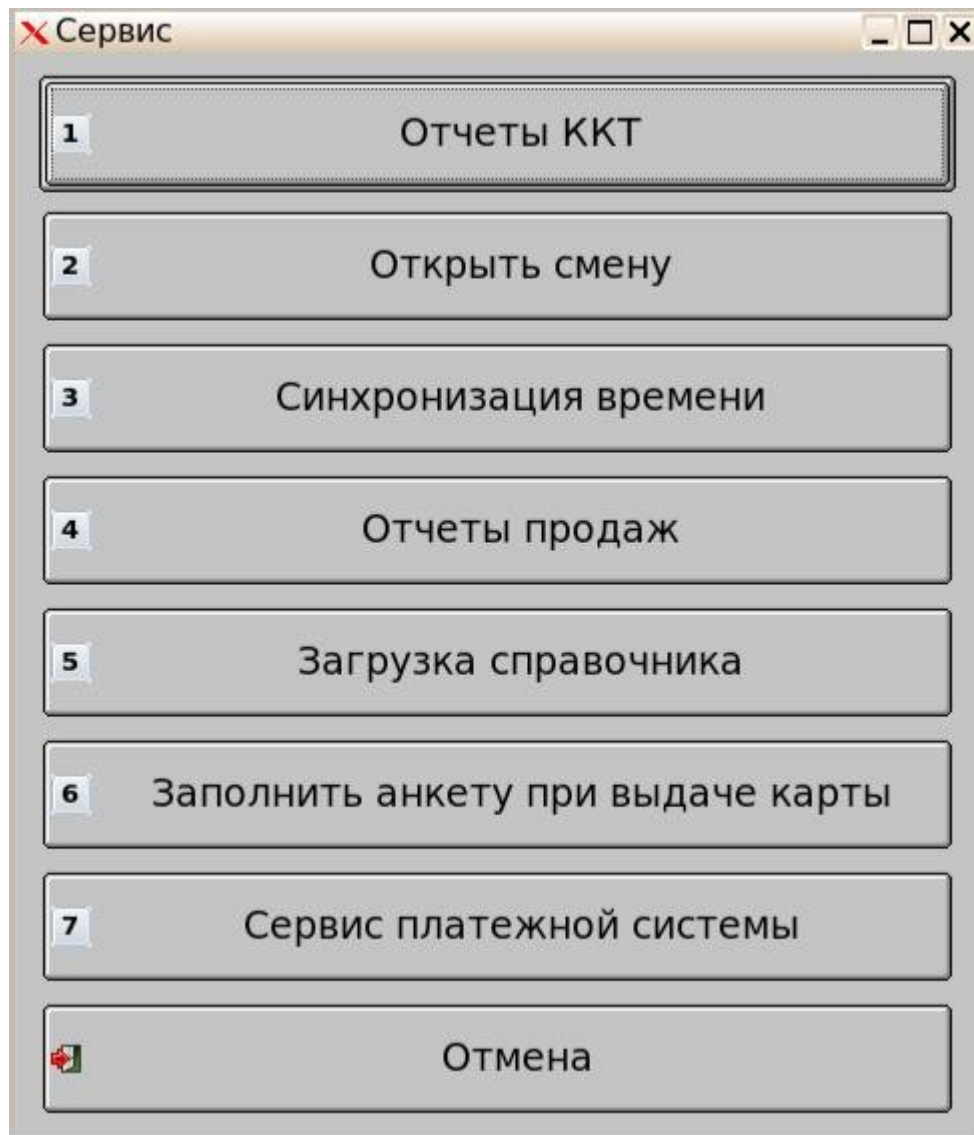 Сервис
1 Отчеты ККТ
2 Открыть смену
3 Синхронизация времени
4 Отчеты продаж
5 Загрузка справочника
6 Заполнить анкету при выдаче карты
7 Сервис платежной системы
Отмена